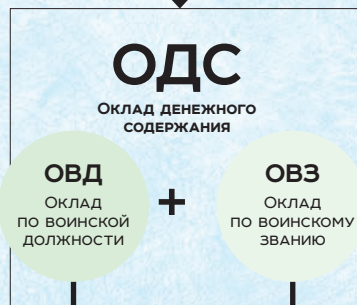 ОДС
Оклад денежного
содержания
ОВД
Оклад
по воинской
должности
+
ОВЗ
Оклад
по воинскому
званию